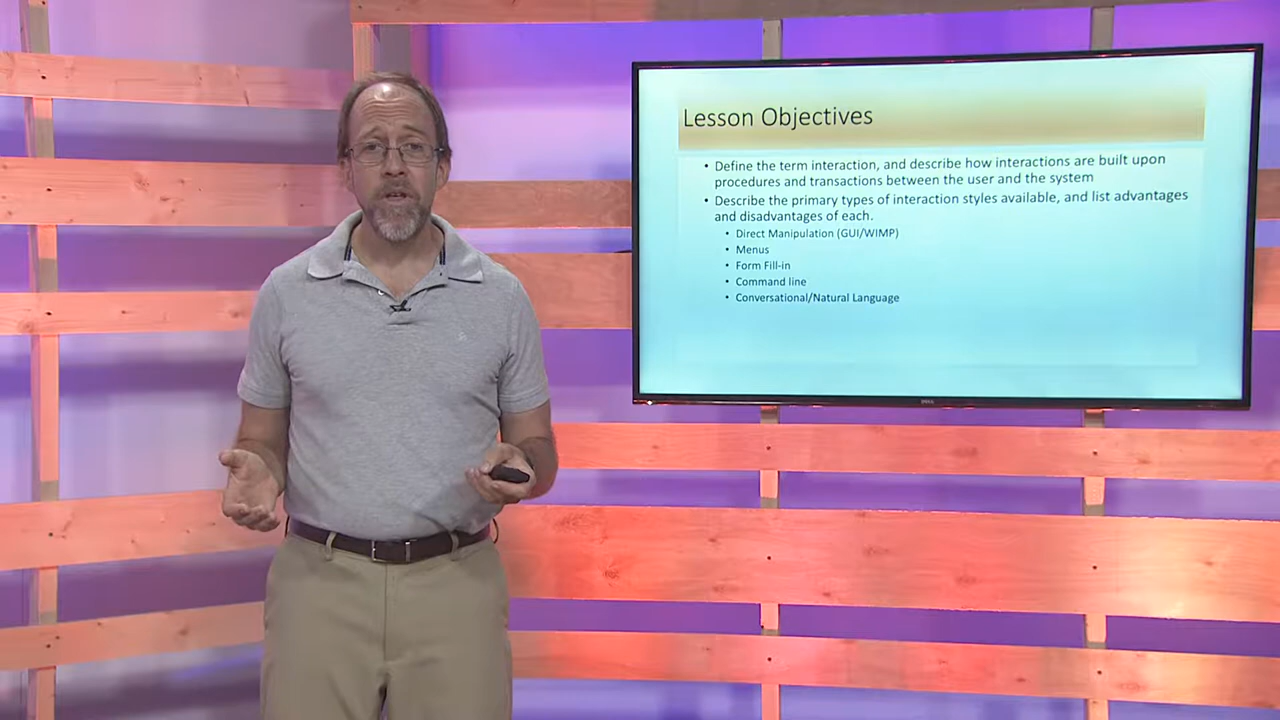 Lesson Objectives
• Define the term interaction, and describe how interactions are built upon
procedures and transactions between the user and the system
• Describe the primary types of interaction styles available, and list advantages
and disadvantages of each.
• Direct Manipulation (GUI/WIMP)
• Menus
• Form Fill-in
• Command line
• Conversational/Natural Language
DELL